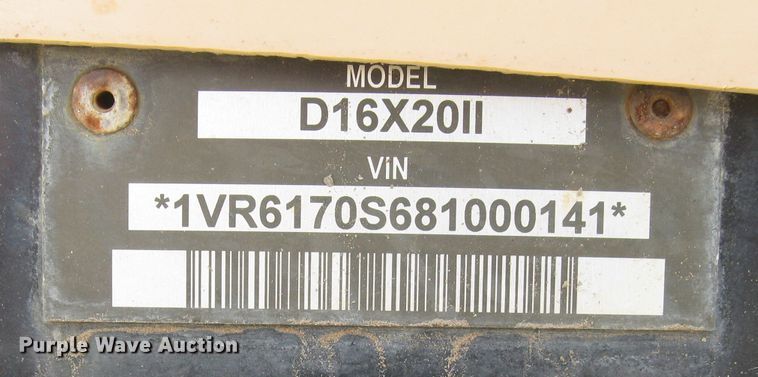 MODEL
D16X20II
VIN
*1VR6170S681000141*
Purple Wave Auction